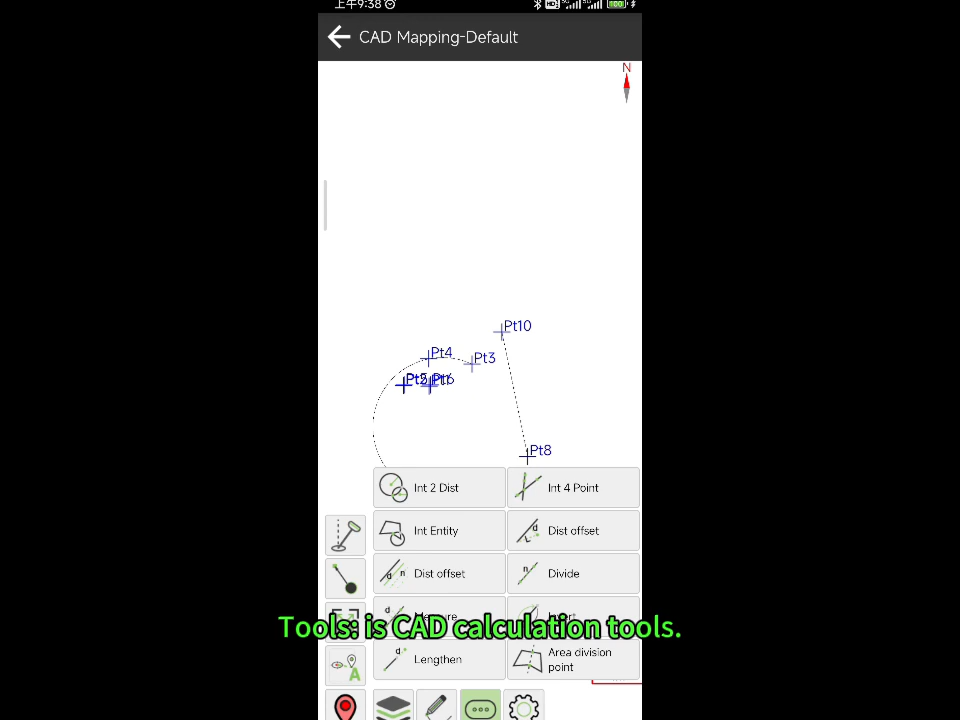 上午9:38
CAD Mapping-Default
N
Pt10
Pt4
Pt3
Pt8
Int 2 Dist
Int 4 Point
Int Entity
Dist offset
Dist offset
Divide
Tools: is CAD calculation tools.
Lengthen
Area division
point